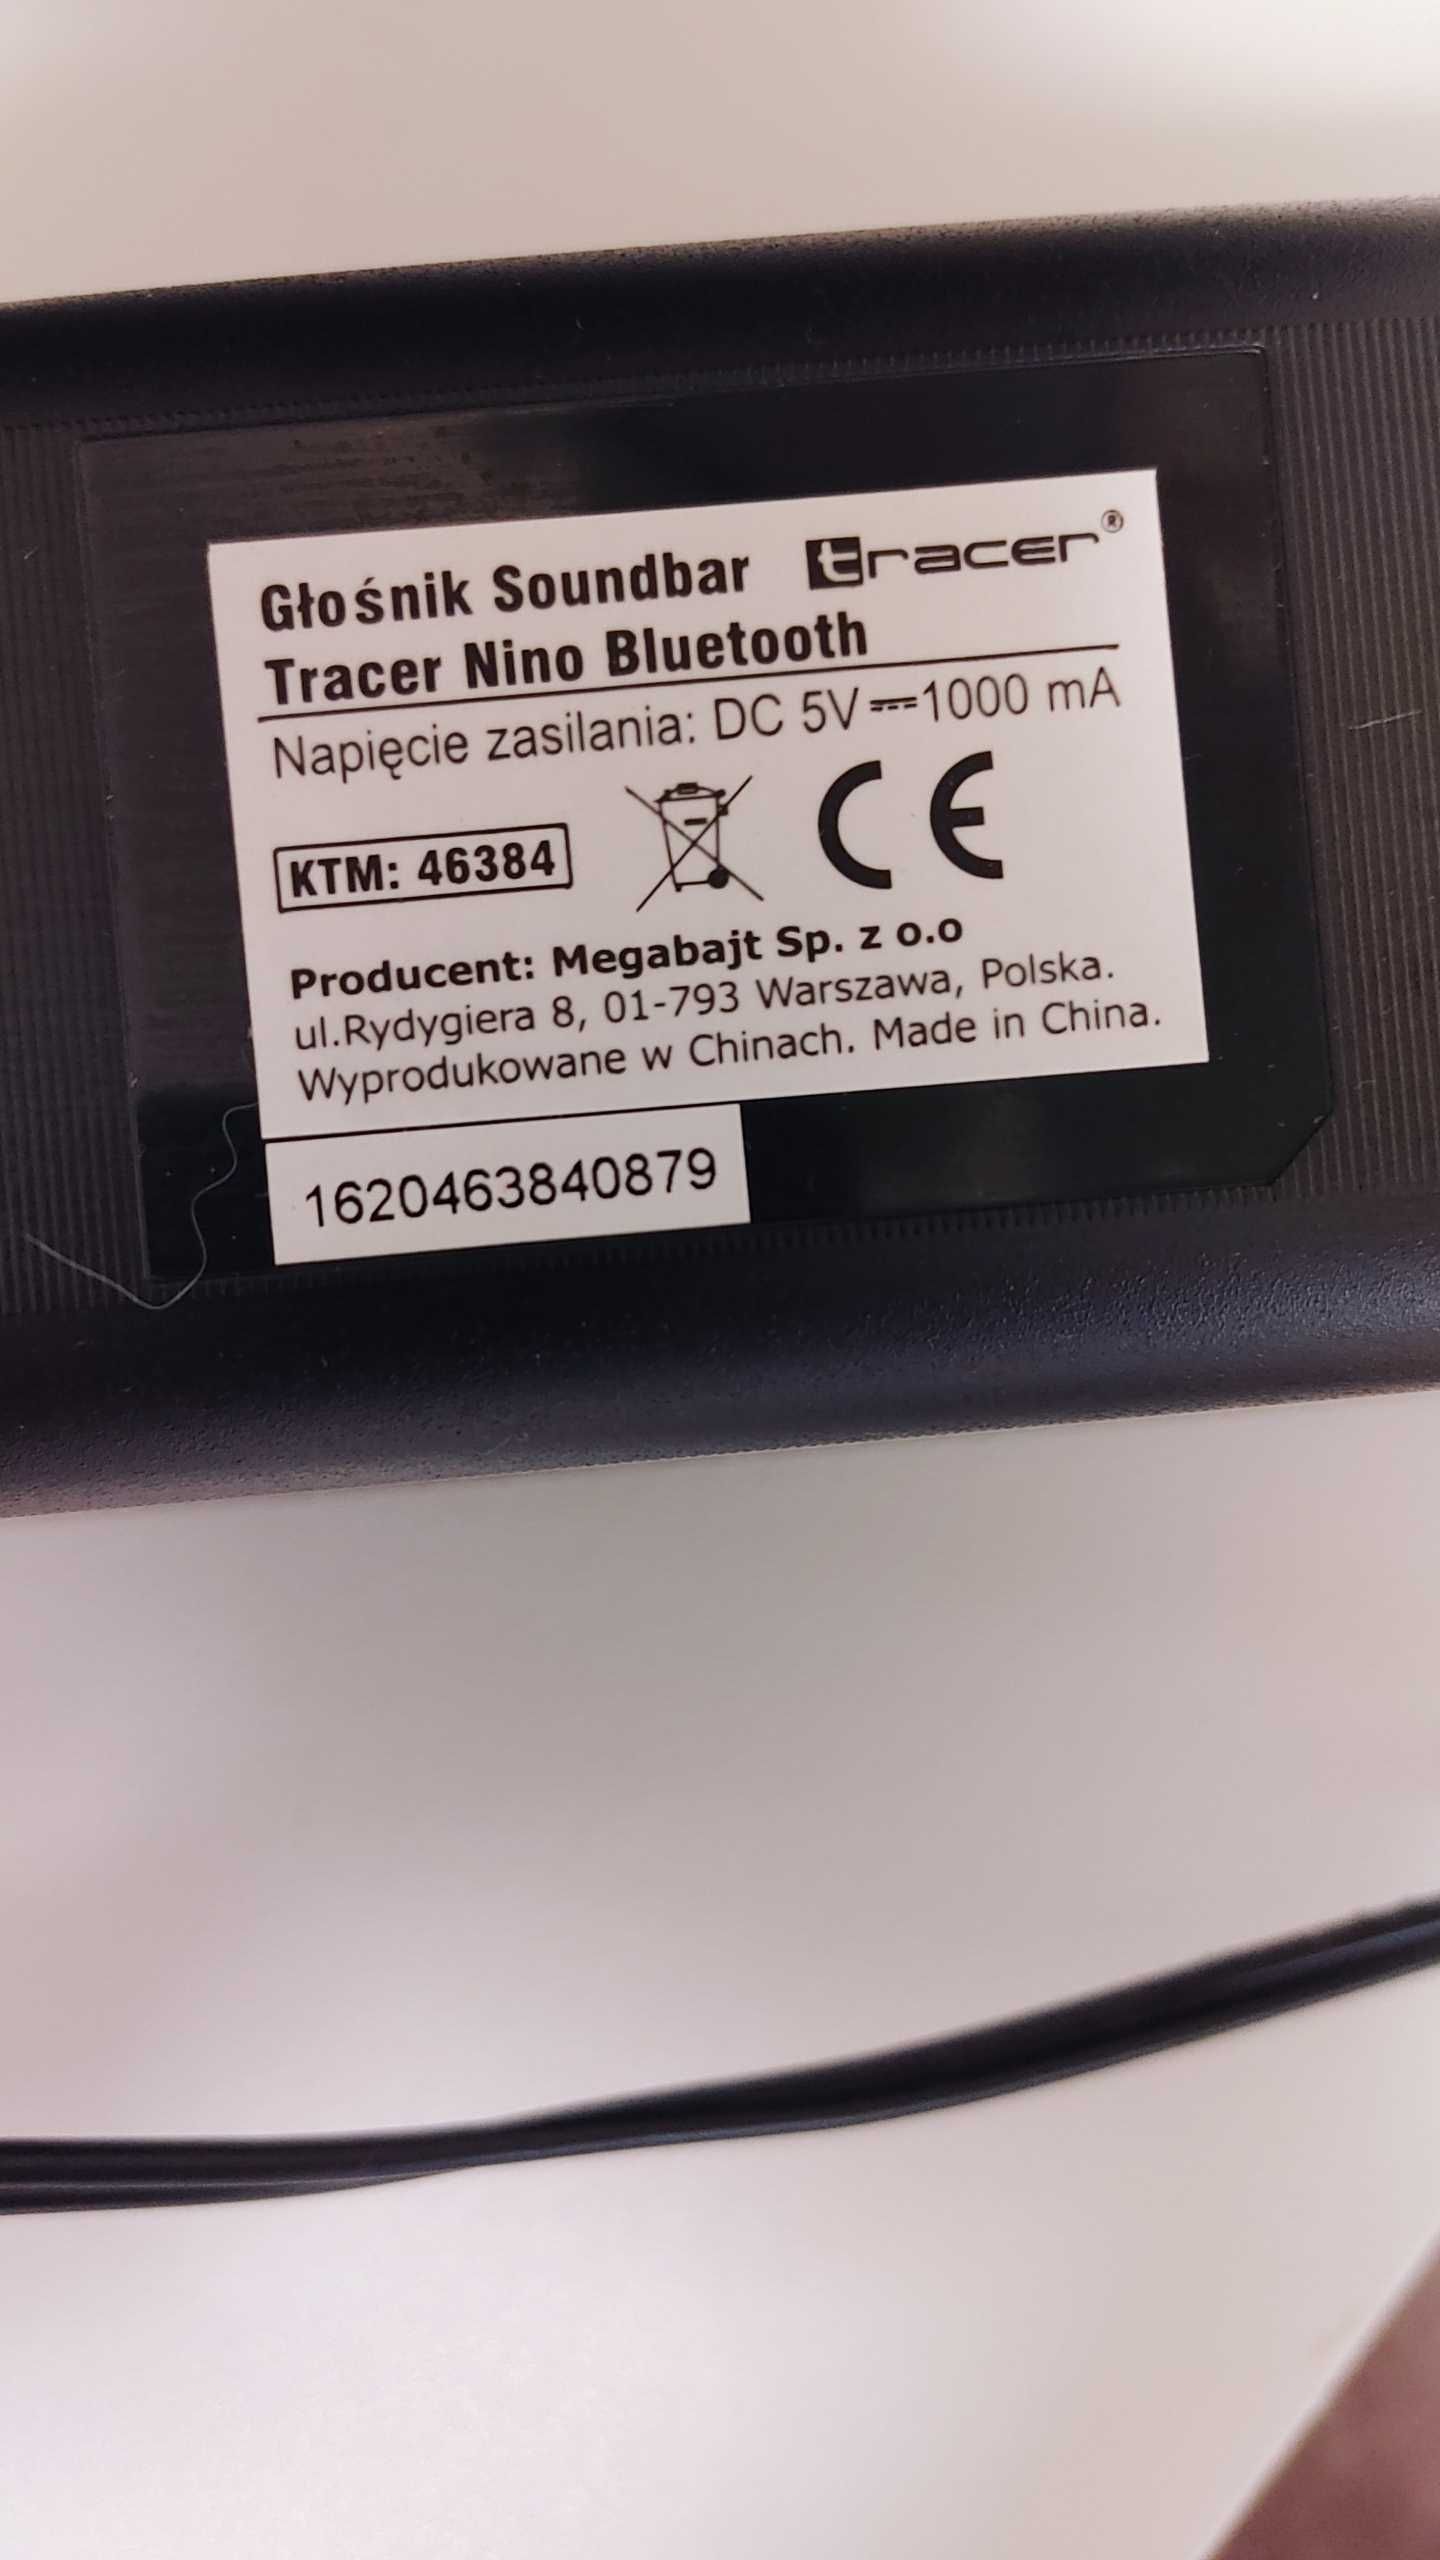 Głośnik Soundbar tracer®
Tracer Nino Bluetooth
Napięcie zasilania: DC 5V⎓1000 mA
KTM: 46384
CE
Producent: Megabajt Sp. z o.o
ul.Rydygiera 8, 01-793 Warszawa, Polska.
Wyprodukowane w Chinach. Made in China.
1620463840879